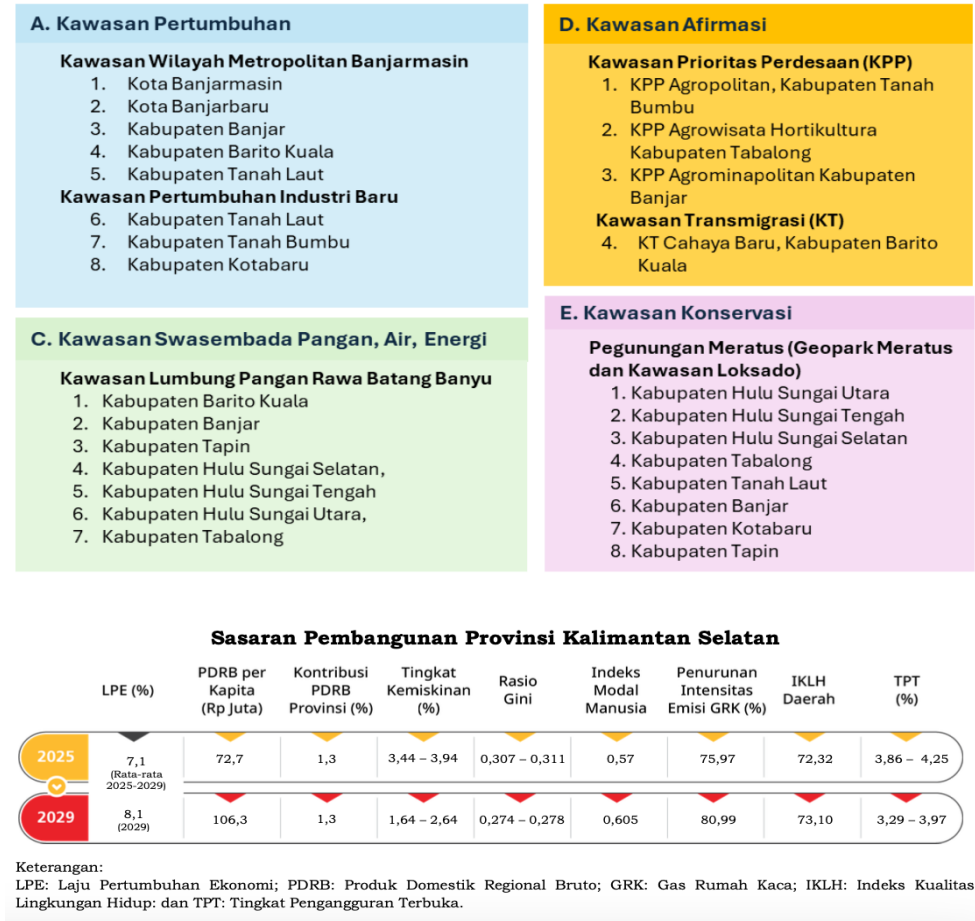 A. Kawasan Pertumbuhan
Kawasan Wilayah Metropolitan Banjarmasin
1. Kota Banjarmasin
2. Kota Banjarbaru
3. Kabupaten Banjar
4. Kabupaten Barito Kuala
5. Kabupaten Tanah Laut
Kawasan Pertumbuhan Industri Baru
6. Kabupaten Tanah Laut
7. Kabupaten Tanah Bumbu
8. Kabupaten Kotabaru
C. Kawasan Swasembada Pangan, Air, Energi
Kawasan Lumbung Pangan Rawa Batang Banyu
1. Kabupaten Barito Kuala
2. Kabupaten Banjar
3. Kabupaten Tapin
4. Kabupaten Hulu Sungai Selatan,
5. Kabupaten Hulu Sungai Tengah
6. Kabupaten Hulu Sungai Utara,
7. Kabupaten Tabalong
D. Kawasan Afirmasi
Kawasan Prioritas Perdesaan (KPP)
1. KPP Agropolitan, Kabupaten Tanah
Bumbu
2. KPP Agrowisata Hortikultura
Kabupaten Tabalong
3. KPP Agrominapolitan Kabupaten
Banjar
Kawasan Transmigrasi (KT)
4. KT Cahaya Baru, Kabupaten Barito
Kuala
E. Kawasan Konservasi
Pegunungan Meratus (Geopark Meratus
dan Kawasan Loksado)
1. Kabupaten Hulu Sungai Utara
2. Kabupaten Hulu Sungai Tengah
3. Kabupaten Hulu Sungai Selatan
4. Kabupaten Tabalong
5. Kabupaten Tanah Laut
6. Kabupaten Banjar
7. Kabupaten Kotabaru
8. Kabupaten Tapin
Sasaran Pembangunan Provinsi Kalimantan Selatan
LPE (%)
PDRB per
Kapita
(Rp Juta)
Kontribusi
PDRB
Provinsi (%)
Tingkat
Kemiskinan
(%)
Rasio
Gini
Indeks
Modal
Manusia
Penurunan
Intensitas
Emisi GRK (%)
IKLH
Daerah
TPT
(%)
2025
7,1
(Rata-rata
2025-2029)
72,7
1,3
3,44 – 3,94
0,307 – 0,311
0,57
75,97
72,32
3,86 – 4,25
2029
8,1
(2029)
106,3
1,3
1,64 – 2,64
0,274 – 0,278
0,605
80,99
73,10
3,29 – 3,97
Keterangan:
LPE: Laju Pertumbuhan Ekonomi; PDRB: Produk Domestik Regional Bruto; GRK: Gas Rumah Kaca; IKLH: Indeks Kualitas
Lingkungan Hidup: dan TPT: Tingkat Pengangguran Terbuka.